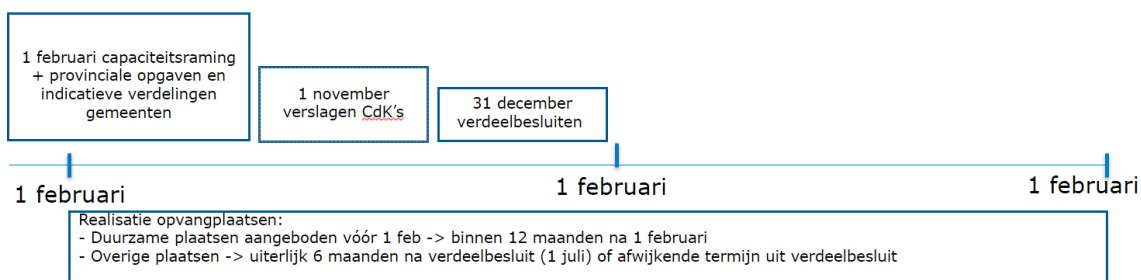 1 februari capaciteitsraming
+ provinciale opgaven en
indicatieve verdelingen
gemeenten
1 november
verslagen CdK's
31 december
verdeelbesluiten
1 februari
1 februari
1 februari
Realisatie opvangplaatsen:
- Duurzame plaatsen aangeboden vóór 1 feb -> binnen 12 maanden na 1 februari
- Overige plaatsen -> uiterlijk 6 maanden na verdeelbesluit (1 juli) of afwijkende termijn uit verdeelbesluit